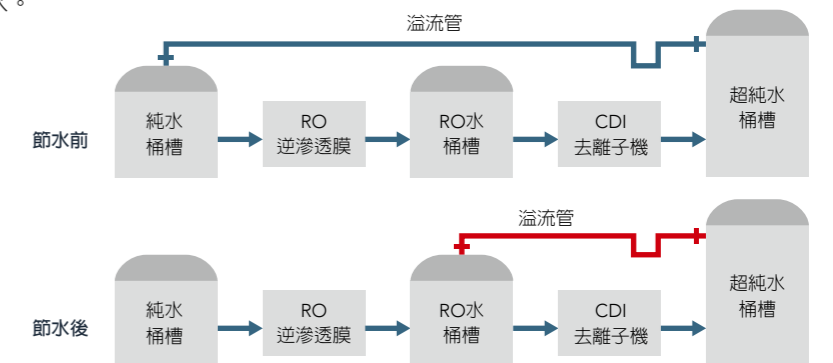 溢流管
節水前
純水
桶槽
RO
逆滲透膜
RO水
桶槽
CDI
去離子機
超純水
桶槽
溢流管
節水後
純水
桶槽
RO
逆滲透膜
RO水
桶槽
CDI
去離子機
超純水
桶槽